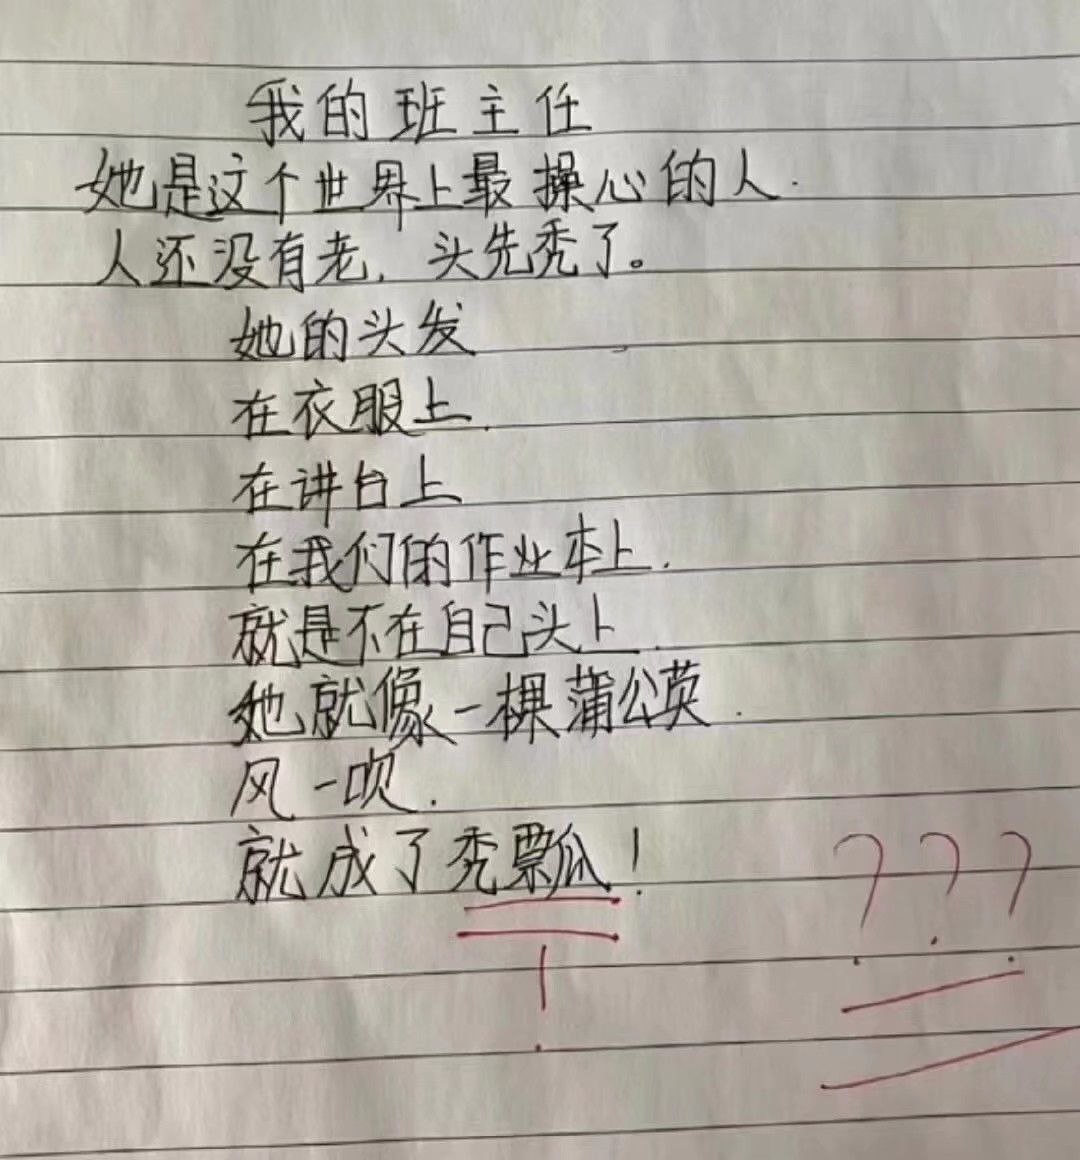 我的班主任
她是这个世界上最操心的人.
人还没有老,头先秃了。
她的头发
在衣服上.
在讲台上
在我们的作业本上.
就是不在自己头上.
她就像一棵蒲公英.
风一吹.
就成了秃瓢瓜!
???
!